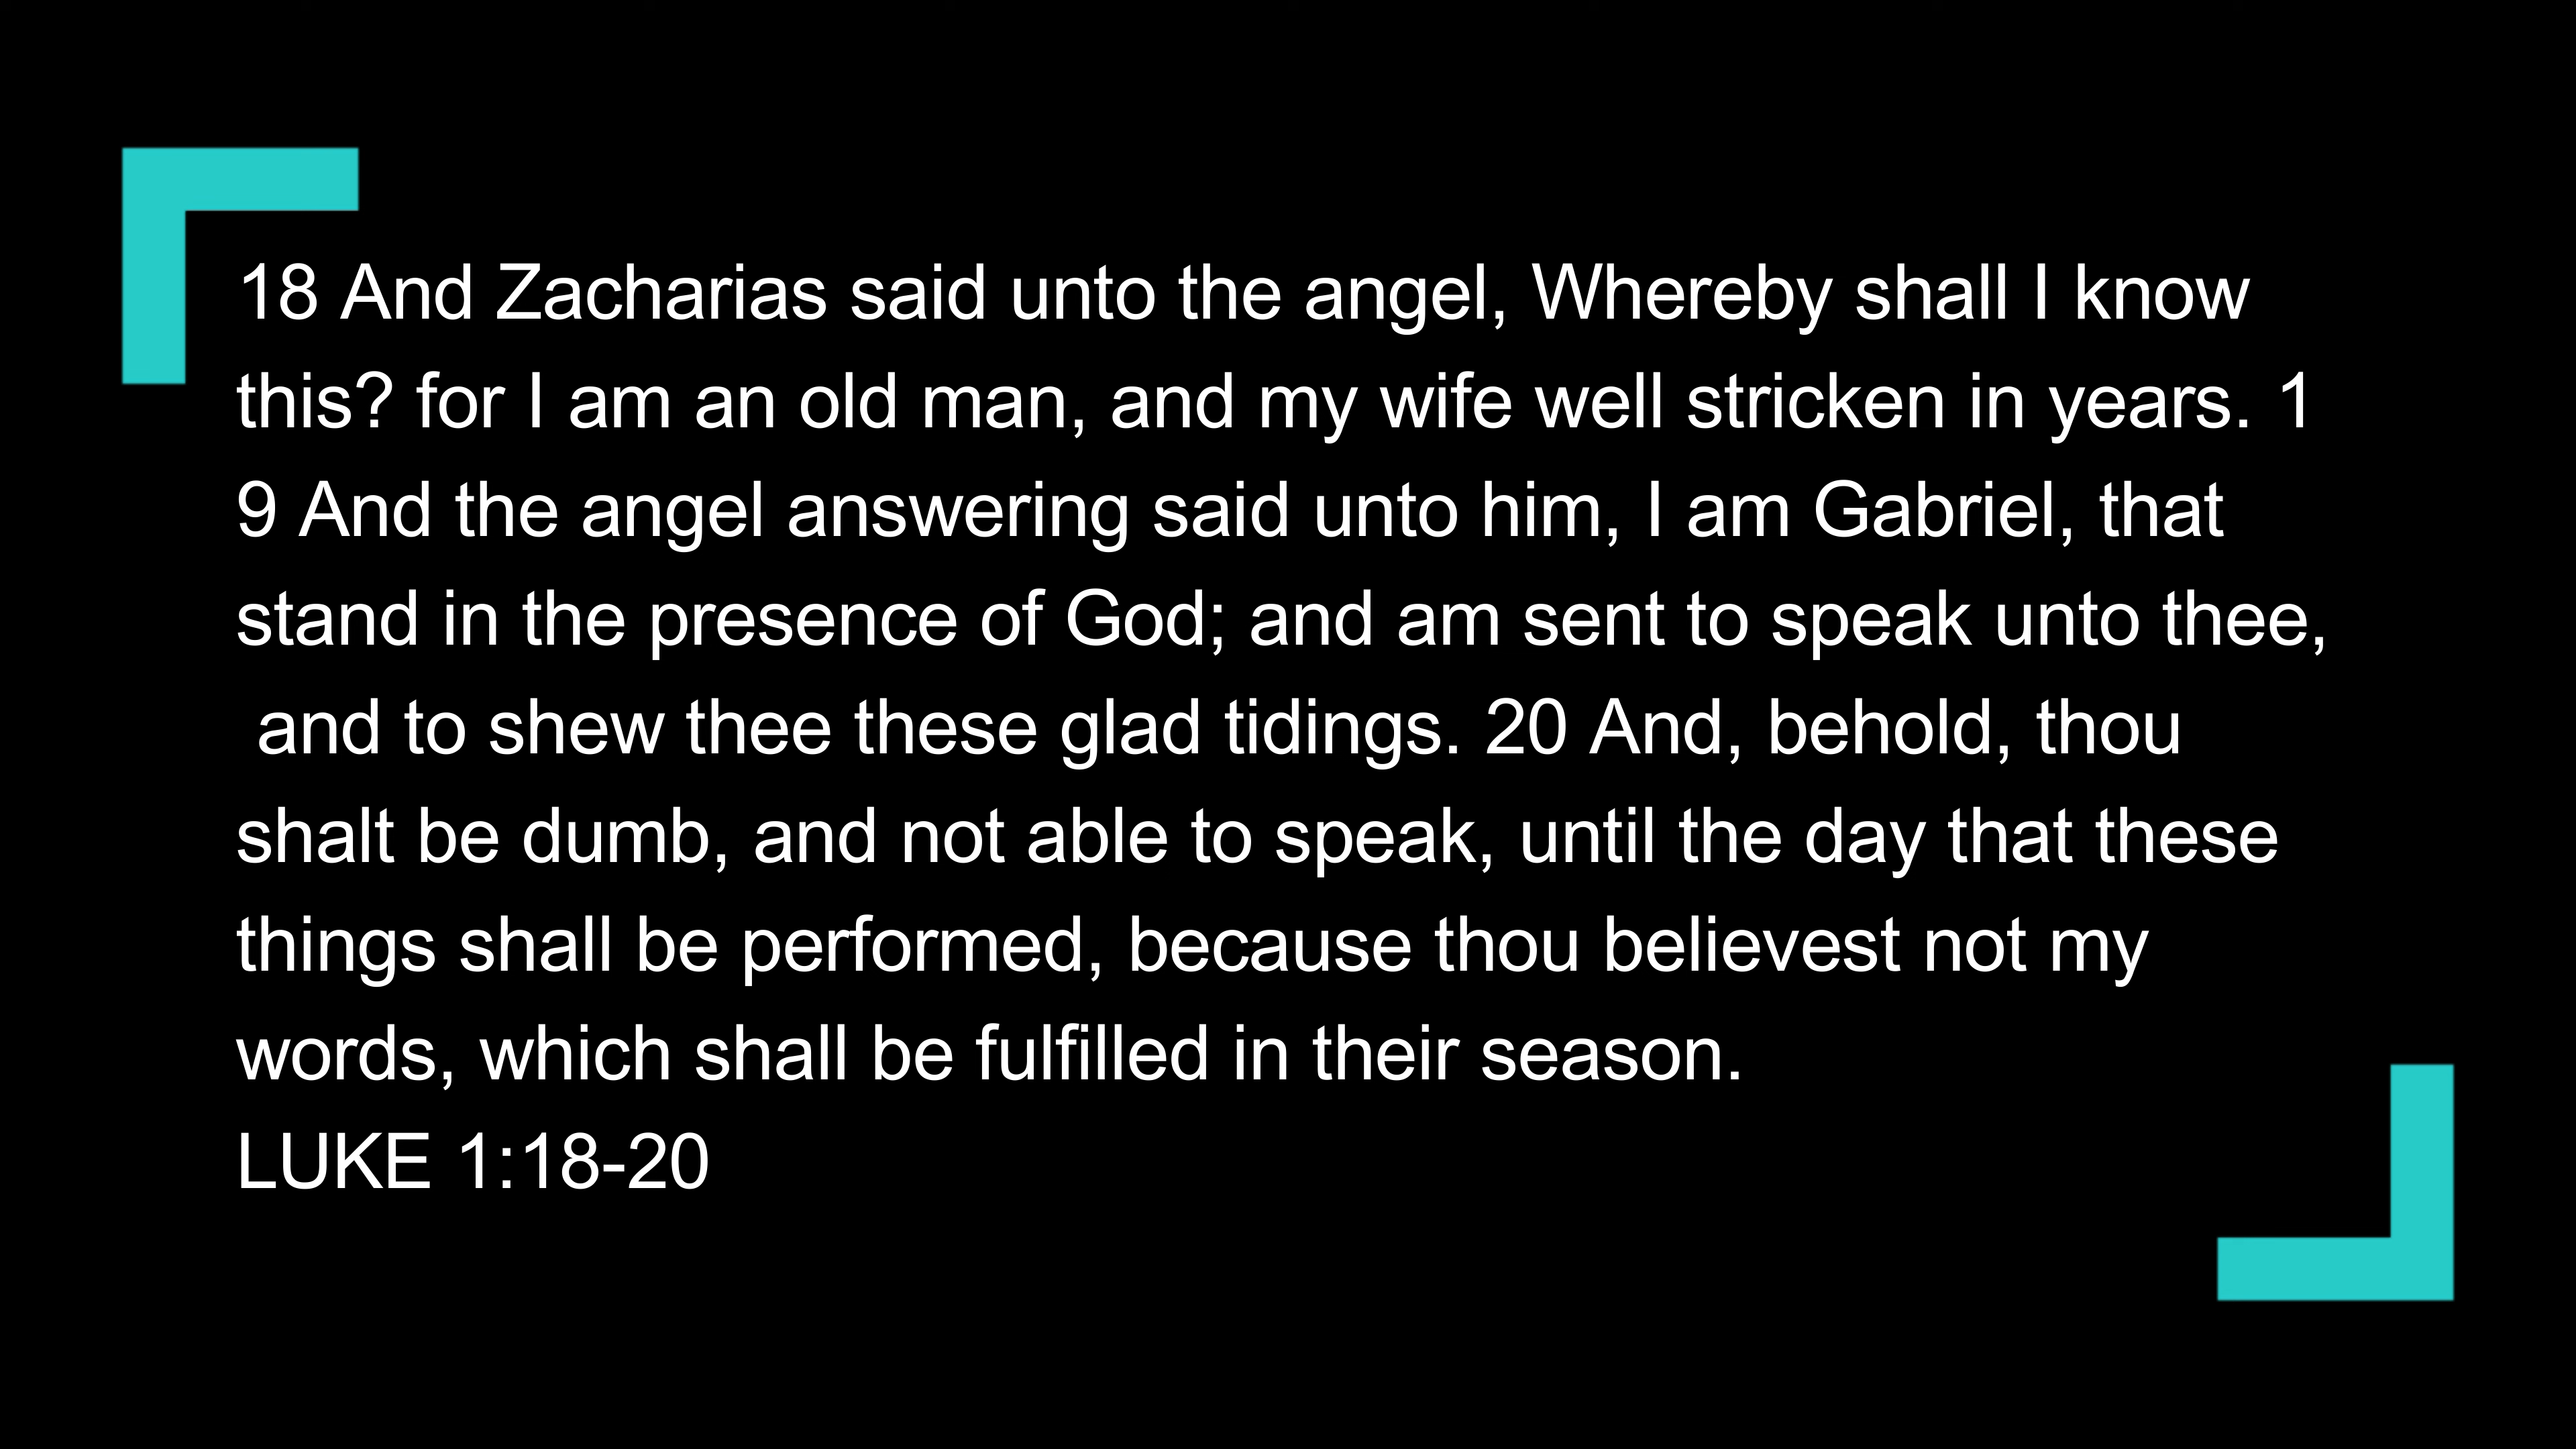 18 And Zacharias said unto the angel, Whereby shall I know
this? for I am an old man, and my wife well stricken in years. 1
9 And the angel answering said unto him, I am Gabriel, that
stand in the presence of God; and am sent to speak unto thee,
and to shew thee these glad tidings. 20 And, behold, thou
shalt be dumb, and not able to speak, until the day that these
things shall be performed, because thou believest not my
words, which shall be fulfilled in their season.
LUKE 1:18-20